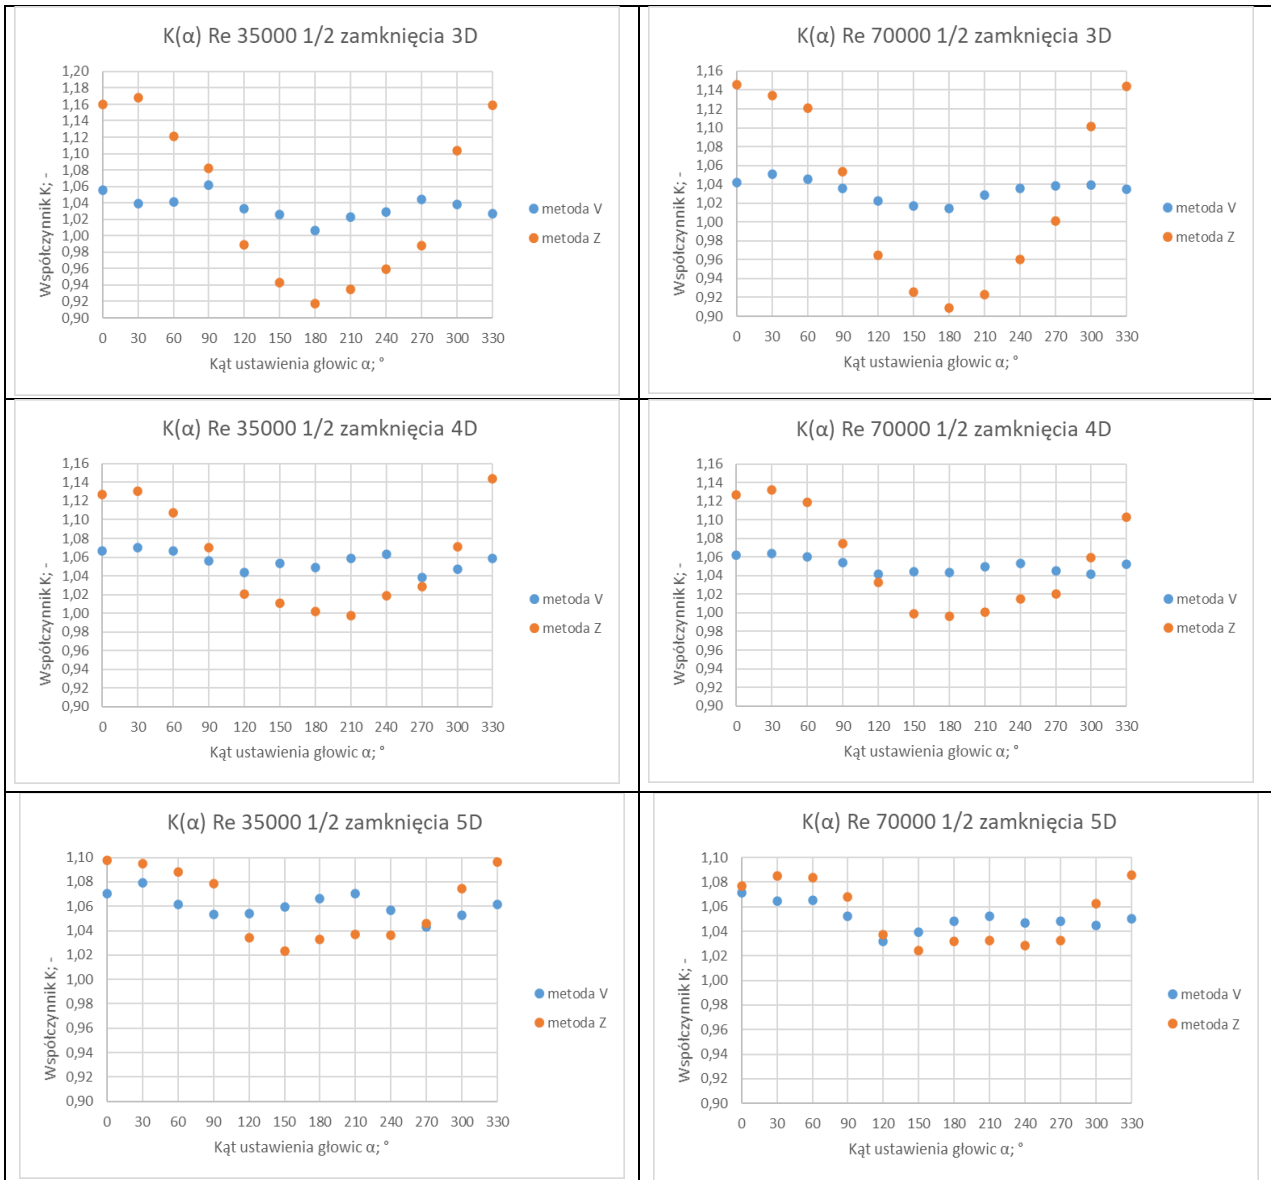 K(α) Re 35000 1/2 zamknięcia 3D
1,20
1,18
1,16
1,14
1,12
1,10
1,08
1,06
1,04
1,02
1,00
0,98
0,96
0,94
0,92
0,90
Współczynnik K; -
0 30 60 90 120 150 180 210 240 270 300 330
Kąt ustawienia głowic α; °
metoda V
metoda Z
K(α) Re 70000 1/2 zamknięcia 3D
1,16
1,14
1,12
1,10
1,08
1,06
1,04
1,02
1,00
0,98
0,96
0,94
0,92
0,90
Współczynnik K; -
0 30 60 90 120 150 180 210 240 270 300 330
Kąt ustawienia głowic α; °
metoda V
metoda Z
K(α) Re 35000 1/2 zamknięcia 4D
1,16
1,14
1,12
1,10
1,08
1,06
1,04
1,02
1,00
0,98
0,96
0,94
0,92
0,90
Współczynnik K; -
0 30 60 90 120 150 180 210 240 270 300 330
Kąt ustawienia głowic α; °
metoda V
metoda Z
K(α) Re 70000 1/2 zamknięcia 4D
1,16
1,14
1,12
1,10
1,08
1,06
1,04
1,02
1,00
0,98
0,96
0,94
0,92
0,90
Współczynnik K; -
0 30 60 90 120 150 180 210 240 270 300 330
Kąt ustawienia głowic α; °
metoda V
metoda Z
K(α) Re 35000 1/2 zamknięcia 5D
1,10
1,08
1,06
1,04
1,02
1,00
0,98
0,96
0,94
0,92
0,90
Współczynnik K; -
0 30 60 90 120 150 180 210 240 270 300 330
Kąt ustawienia głowic α; °
metoda V
metoda Z
K(α) Re 70000 1/2 zamknięcia 5D
1,10
1,08
1,06
1,04
1,02
1,00
0,98
0,96
0,94
0,92
0,90
Współczynnik K; -
0 30 60 90 120 150 180 210 240 270 300 330
Kąt ustawienia głowic α; °
metoda V
metoda Z